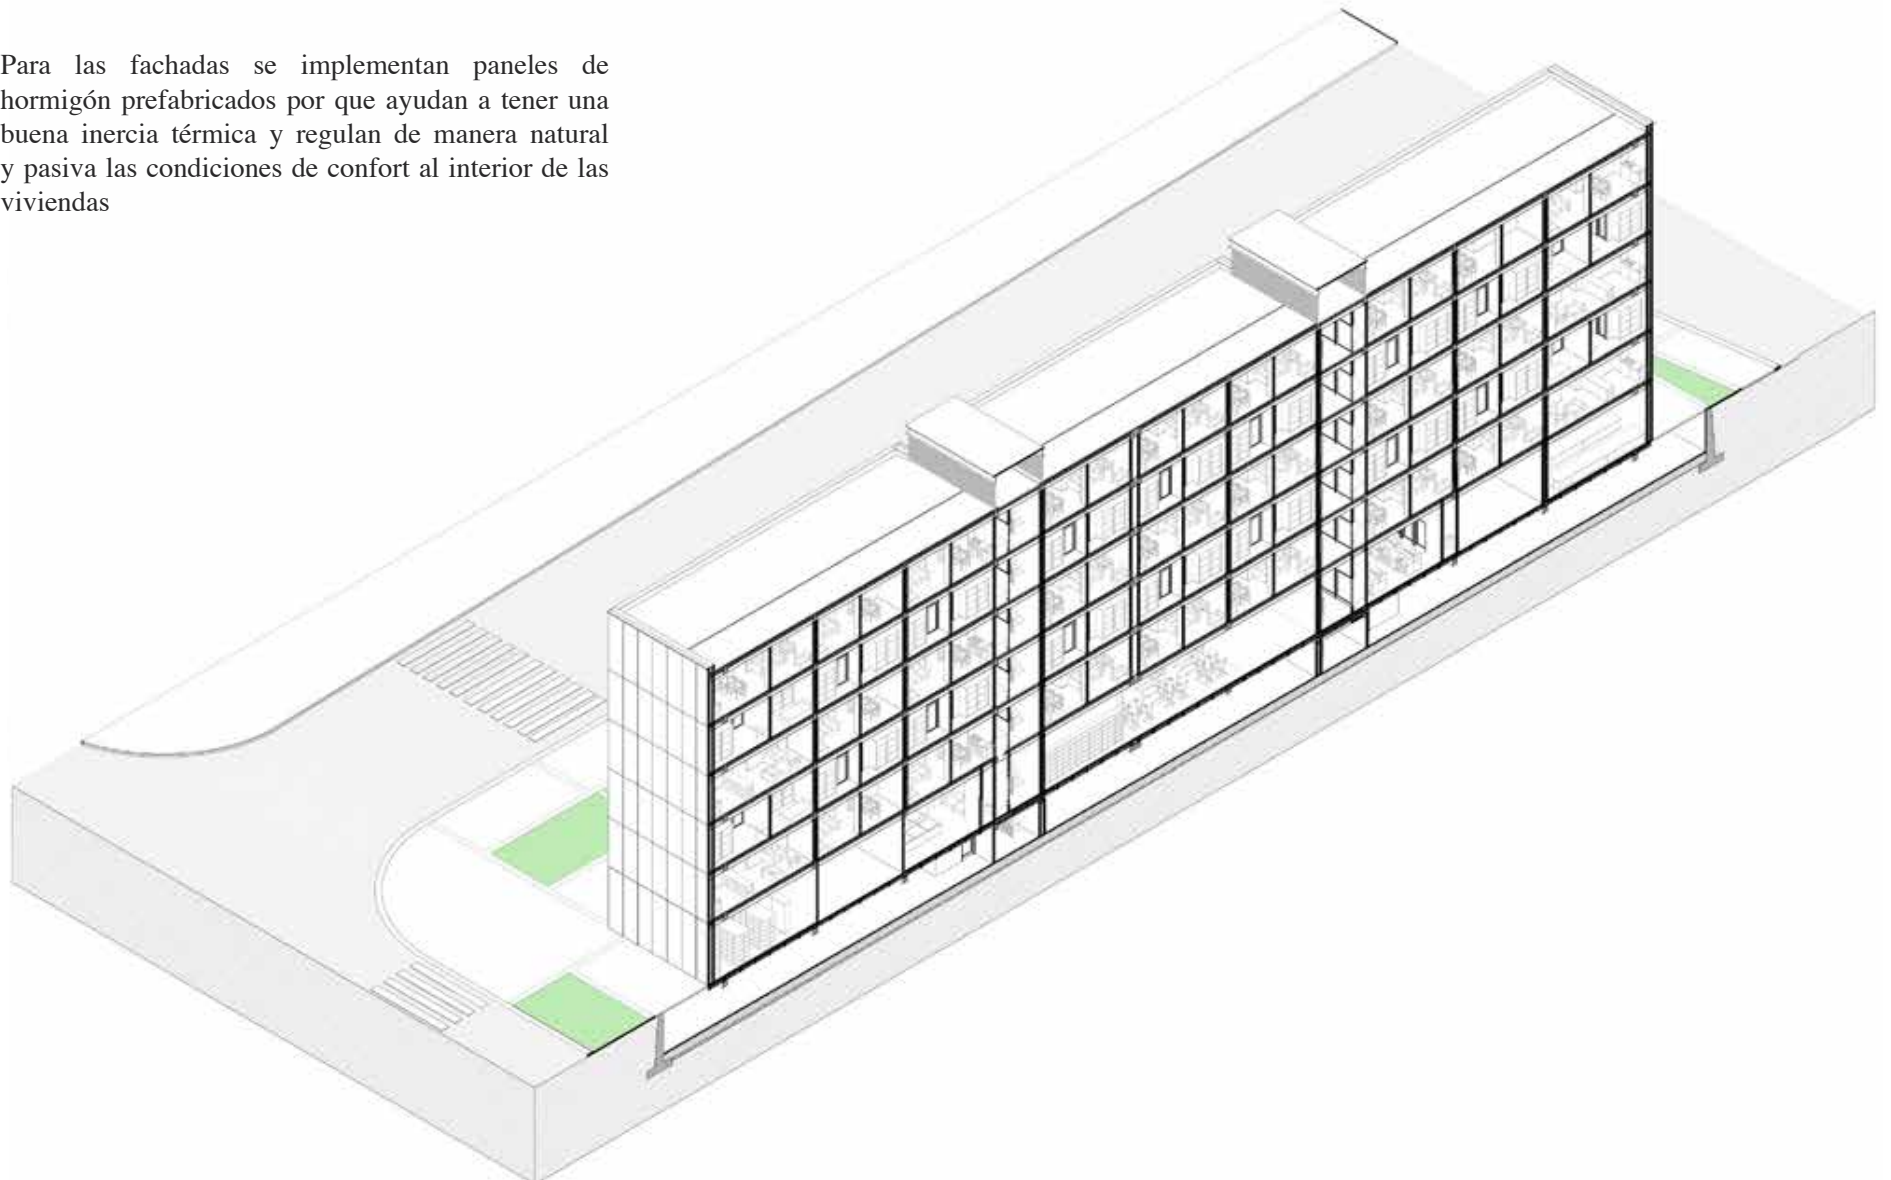 Para las fachadas se implementan paneles de
hormigón prefabricados por que ayudan a tener una
buena inercia térmica y regulan de manera natural
y pasiva las condiciones de confort al interior de las
viviendas